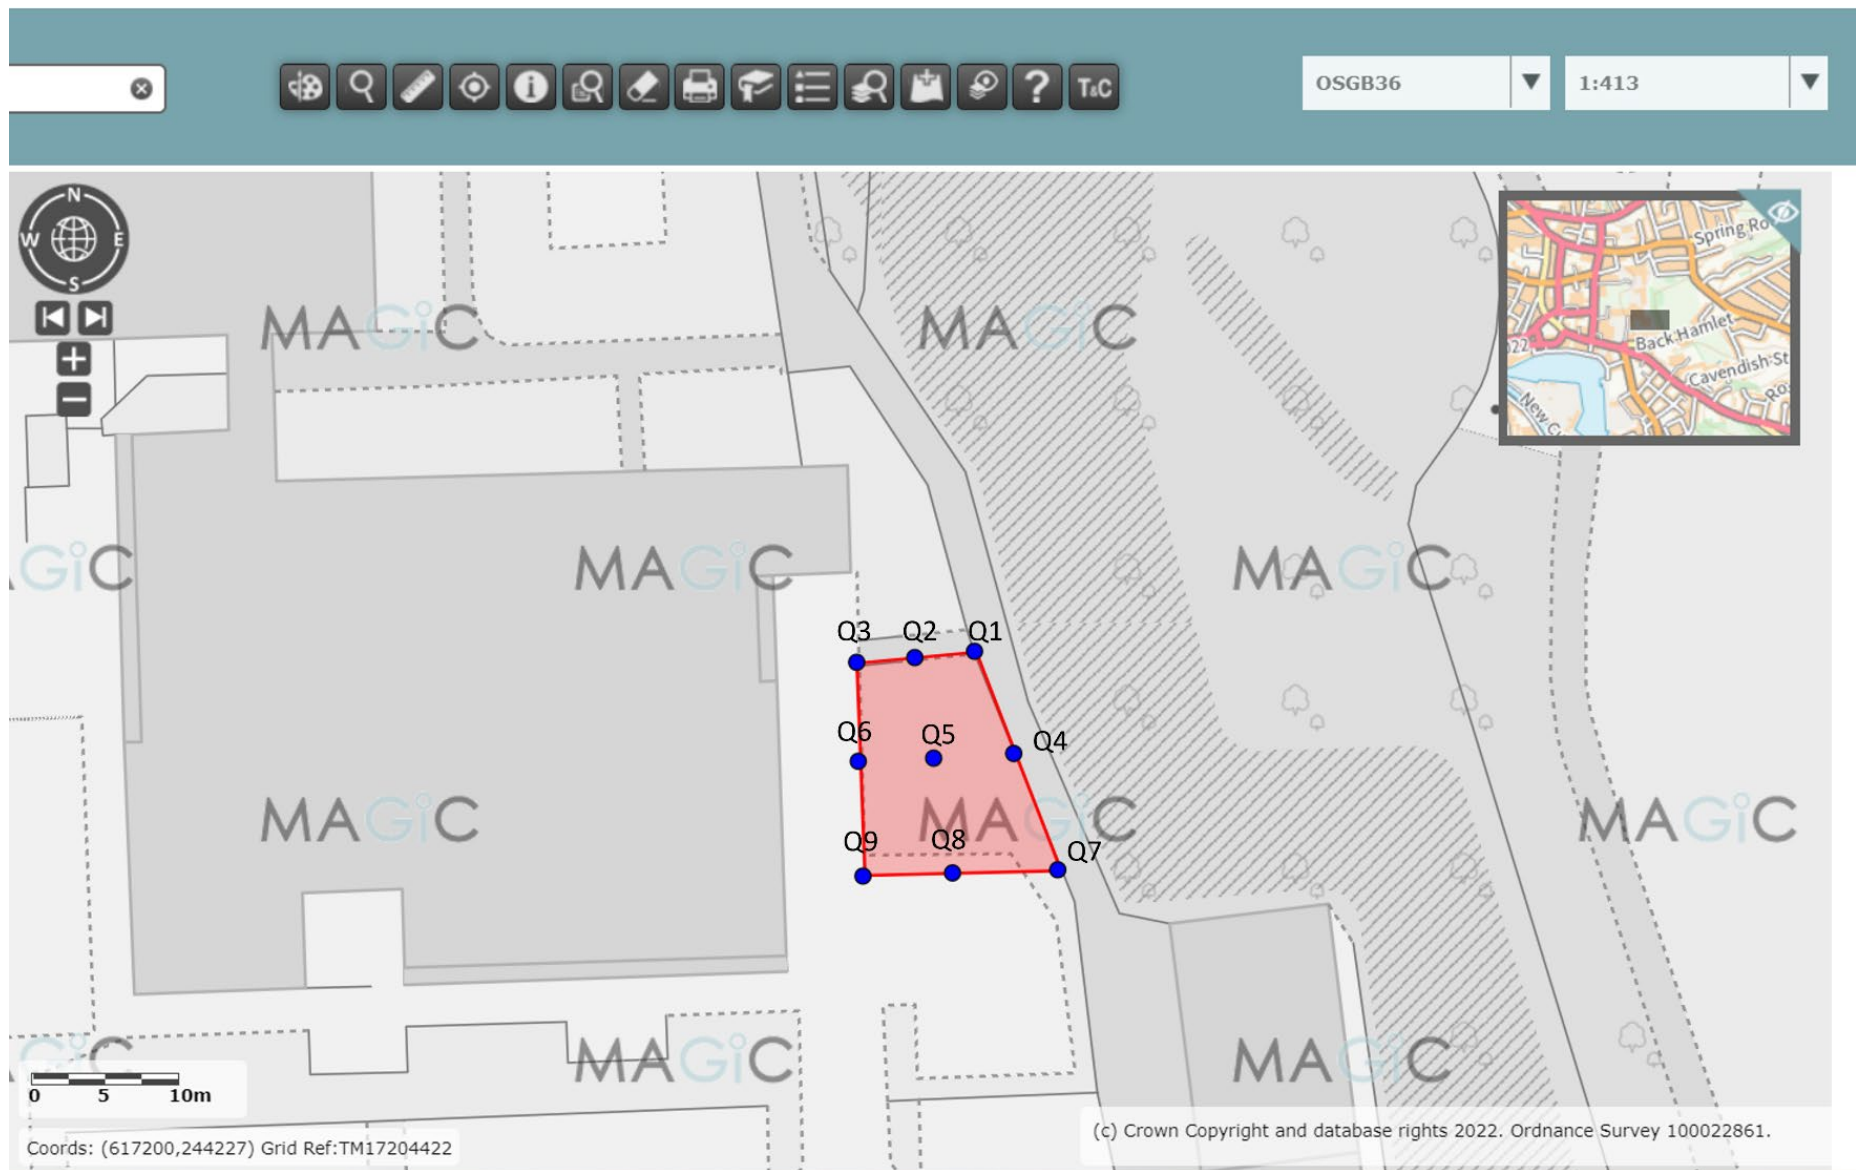 OSGB36
1:413
T&C
N
W
E
S
Spring Ro
Back Hamlet
Cavendish St
New C
MAGiC
MAGiC
GiC
MAGiC
MAGiC
Q3
Q2
Q1
Q6
Q5
Q4
MAGiC
MAGiC
MAGiC
Q9
Q8
Q7
MAGiC
MAGiC
0 5 10m
Coords: (617200,244227) Grid Ref:TM17204422
(c) Crown Copyright and database rights 2022. Ordnance Survey 100022861.